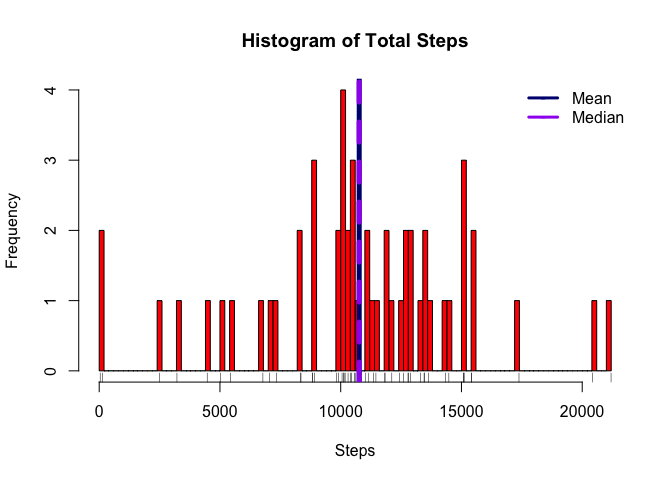 Histogram of Total Steps
Mean
Median
Frequency
4
3
2
1
0
0 5000 10000 15000 20000
Steps